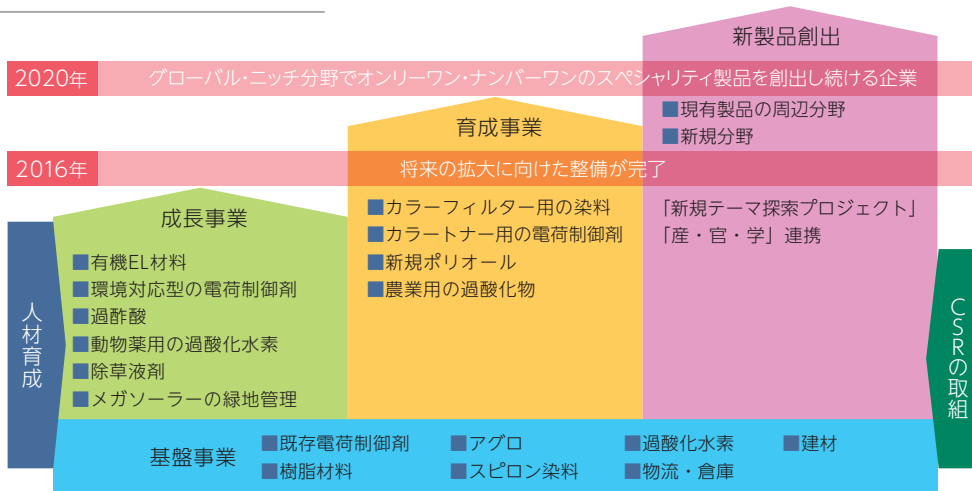 新製品創出
2020年
グローバル・ニッチ分野でオンリーワン・ナンバーワンのスペシャリティ製品を創出し続ける企業
■現有製品の周辺分野
■新規分野
育成事業
2016年
将来の拡大に向けた整備が完了
成長事業
■有機EL材料
■環境対応型の電荷制御剤
■過酢酸
■動物薬用の過酸化水素
■除草液剤
■メガソーラーの緑地管理
■カラーフィルター用の染料
■カラートナー用の電荷制御剤
■新規ポリオール
■農業用の過酸化物
「新規テーマ探索プロジェクト」
「産・官・学」連携
人材育成
CSRの取組
基盤事業
■既存電荷制御剤 ■アグロ ■過酸化水素 ■建材
■樹脂材料 ■スピロン染料 ■物流・倉庫